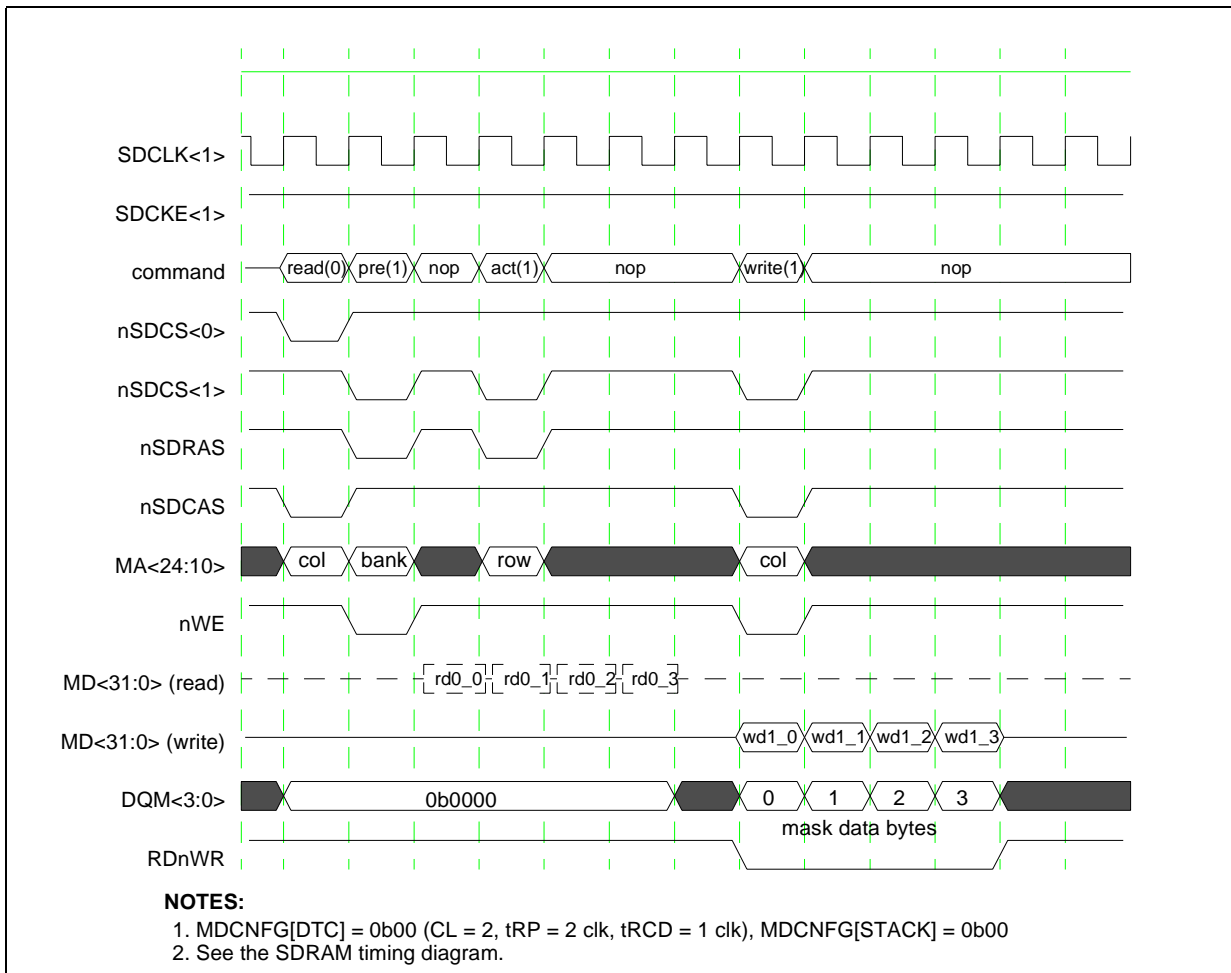 SDCLK<1>
SDCKE<1>
command read(0) pre(1) nop act(1) nop write(1) nop
nSDCS<0>
nSDCS<1>
nSDRAS
nSDCAS
MA<24:10> col bank row col
nWE
MD<31:0> (read) rd0_0 rd0_1 rd0_2 rd0_3
MD<31:0> (write) wd1_0 wd1_1 wd1_2 wd1_3
DQM<3:0> 0b0000 0 1 2 3
mask data bytes
RDnWR
NOTES:
1. MDCNFG[DTC] = 0b00 (CL = 2, tRP = 2 clk, tRCD = 1 clk), MDCNFG[STACK] = 0b00
2. See the SDRAM timing diagram.